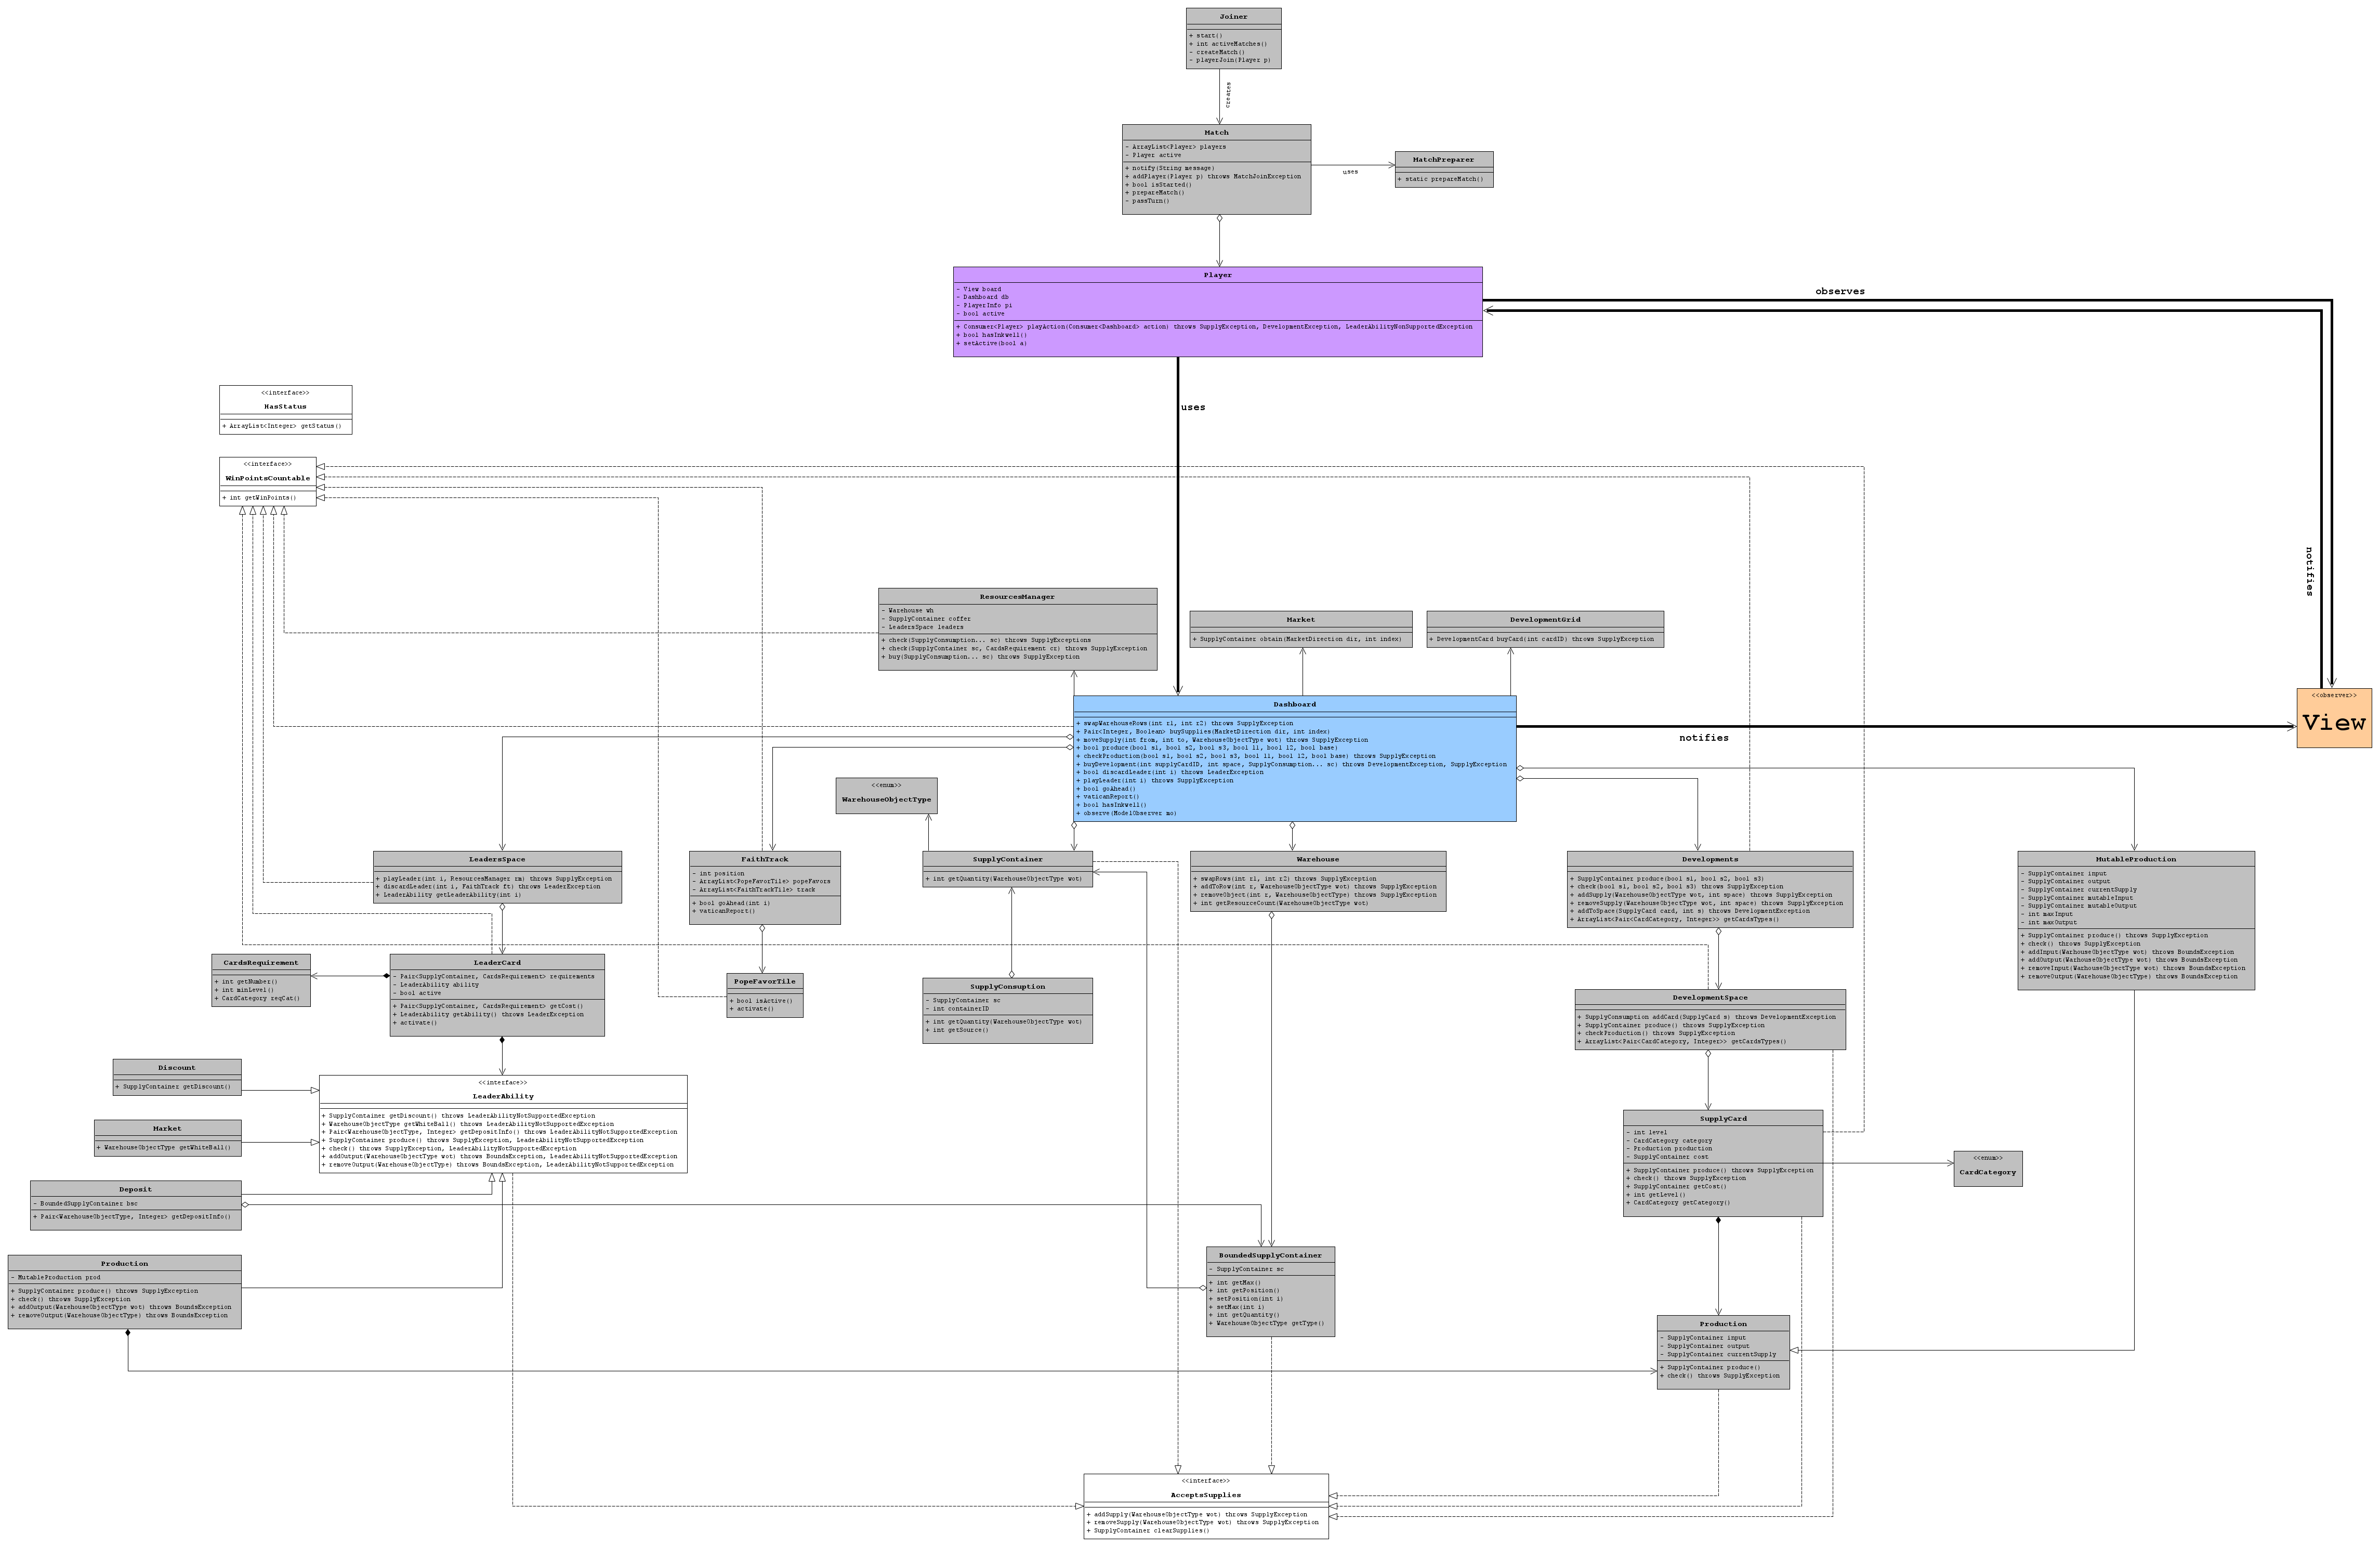 Joiner
+ start()
+ int activeMatches()
- createMatch()
- playerJoin(Player p)
creates
Match
- ArrayList<Player> players
- Player active
+ notify(String message)
+ addPlayer(Player p) throws MatchJoinException
+ bool isStarted()
+ prepareMatch()
- passTurn()
uses
MatchPreparer
+ static prepareMatch()
Player
- View board
- Dashboard db
- PlayerInfo pi
- bool active
+ Consumer<Player> playAction(Consumer<Dashboard> action) throws SupplyException, DevelopmentException, LeaderAbilityNonSupportedException
+ bool hasInkwell()
+ setActive(bool a)
observes
uses
notifies
<<interface>>
HasStatus
+ ArrayList<Integer> getStatus()
<<interface>>
WinPointsCountable
+ int getWinPoints()
ResourcesManager
- Warehouse wh
- SupplyContainer coffer
- LeadersSpace leaders
+ check(SupplyConsumption... sc) throws SupplyExceptions
+ check(SupplyContainer sc, CardsRequirement cr) throws SupplyException
+ buy(SupplyConsumption... sc) throws SupplyException
Market
+ SupplyContainer obtain(MarketDirection dir, int index)
DevelopmentGrid
+ DevelopmentCard buyCard(int cardID) throws SupplyException
<<observer>>
View
Dashboard
+ swapWarehouseRows(int r1, int r2) throws SupplyException
+ Pair<Integer, Boolean> buySupplies(MarketDirection dir, int index)
+ moveSupply(int from, int to, WarehouseObjectType wot) throws SupplyException
+ bool produce(bool s1, bool s2, bool s3, bool l1, bool l2, bool base)
+ checkProduction(bool s1, bool s2, bool s3, bool l1, bool l2, bool base) throws SupplyException
+ buyDevelopment(int supplyCardID, int space, SupplyConsumption... sc) throws DevelopmentException, SupplyException
+ bool discardLeader(int i) throws LeaderException
+ playLeader(int i) throws SupplyException
+ bool goAhead()
+ vaticanReport()
+ bool hasInkwell()
+ observe(ModelObserver mo)
notifies
<<enum>>
WarehouseObjectType
LeadersSpace
+ playLeader(int i, ResourcesManager rm) throws SupplyException
+ discardLeader(int i, FaithTrack ft) throws LeaderException
+ LeaderAbility getLeaderAbility(int i)
FaithTrack
- int position
- ArrayList<PopeFavorTile> popeFavors
- ArrayList<FaithTrackTile> track
+ bool goAhead(int i)
+ vaticanReport()
SupplyContainer
+ int getQuantity(WarehouseObjectType wot)
Warehouse
+ swapRows(int r1, int r2) throws SupplyException
+ addToRow(int r, WarehouseObjectType wot) throws SupplyException
+ removeObject(int r, WarehouseObjectType) throws SupplyException
+ int getResourceCount(WarehouseObjectType wot)
Developments
+ SupplyContainer produce(bool s1, bool s2, bool s3)
+ check(bool s1, bool s2, bool s3) throws SupplyException
+ addSupply(WarehouseObjectType wot, int space) throws SupplyException
+ removeSupply(WarehouseObjectType wot, int space) throws SupplyException
+ addToSpace(SupplyCard card, int s) throws DevelopmentException
+ ArrayList<Pair<CardCategory, Integer>> getCardsTypes()
MutableProduction
- SupplyContainer input
- SupplyContainer output
- SupplyContainer currentSupply
- SupplyContainer mutableInput
- SupplyContainer mutableOutput
- int maxInput
- int maxOutput
+ SupplyContainer produce() throws SupplyException
+ check() throws SupplyException
+ addInput(WarhouseObjectType wot) throws BoundsException
+ addOutput(WarhouseObjectType wot) throws BoundsException
+ removeInput(WarhouseObjectType wot) throws BoundsException
+ removeOutput(WarhouseObjectType wot) throws BoundsException
CardsRequirement
+ int getNumber()
+ int minLevel()
+ CardCategory reqCat()
LeaderCard
- Pair<SupplyContainer, CardsRequirement> requirements
- LeaderAbility ability
- bool active
+ Pair<SupplyContainer, CardsRequirement> getCost()
+ LeaderAbility getAbility() throws LeaderException
+ activate()
PopeFavorTile
+ bool isActive()
+ activate()
SupplyConsuption
- SupplyContainer sc
- int containerID
+ int getQuantity(WarehouseObjectType wot)
+ int getSource()
DevelopmentSpace
+ SupplyConsumption addCard(SupplyCard s) throws DevelopmentException
+ SupplyContainer produce() throws SupplyException
+ checkProduction() throws SupplyException
+ ArrayList<Pair<CardCategory, Integer>> getCardsTypes()
Discount
+ SupplyContainer getDiscount()
Market
+ WarehouseObjectType getWhiteBall()
<<interface>>
LeaderAbility
+ SupplyContainer getDiscount() throws LeaderAbilityNotSupportedException
+ WarehouseObjectType getWhiteBall() throws LeaderAbilityNotSupportedException
+ Pair<WarehouseObjectType, Integer> getDepositInfo() throws LeaderAbilityNotSupportedException
+ SupplyContainer produce() throws SupplyException, LeaderAbilityNotSupportedException
+ check() throws SupplyException, LeaderAbilityNotSupportedException
+ addOutput(WarehouseObjectType wot) throws BoundsException, LeaderAbilityNotSupportedException
+ removeOutput(WarehouseObjectType) throws BoundsException, LeaderAbilityNotSupportedException
SupplyCard
- int level
- CardCategory category
- Production production
- SupplyContainer cost
+ SupplyContainer produce() throws SupplyException
+ check() throws SupplyException
+ SupplyContainer getCost()
+ int getLevel()
+ CardCategory getCategory()
<<enum>>
CardCategory
Deposit
- BoundedSupplyContainer bsc
+ Pair<WarehouseObjectType, Integer> getDepositInfo()
Production
- MutableProduction prod
+ SupplyContainer produce() throws SupplyException
+ check() throws SupplyException
+ addOutput(WarehouseObjectType wot) throws BoundsException
+ removeOutput(WarehouseObjectType) throws BoundsException
BoundedSupplyContainer
- SupplyContainer sc
+ int getMax()
+ int getPosition()
+ setPosition(int i)
+ setMax(int i)
+ int getQuantity()
+ WarehouseObjectType getType()
Production
- SupplyContainer input
- SupplyContainer output
- SupplyContainer currentSupply
+ SupplyContainer produce()
+ check() throws SupplyException
<<interface>>
AcceptsSupplies
+ addSupply(WarehouseObjectType wot) throws SupplyException
+ removeSupply(WarehouseObjectType wot) throws SupplyException
+ SupplyContainer clearSupplies()